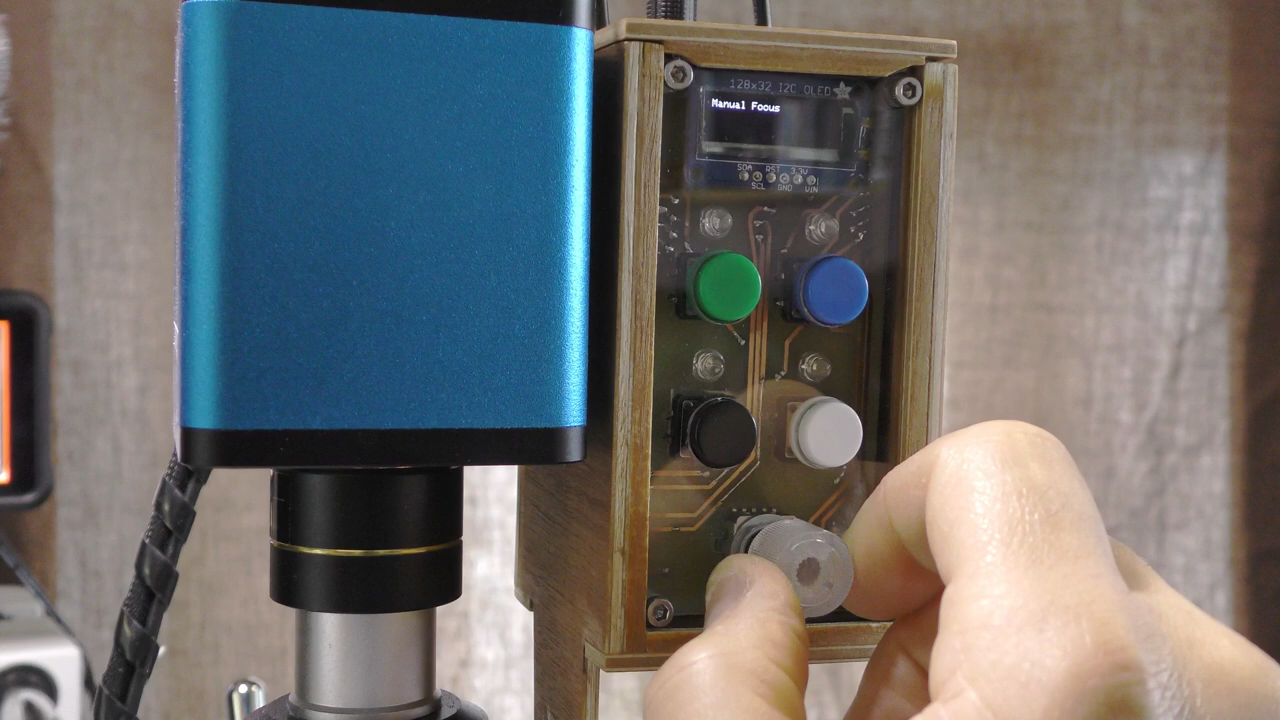 128x32 I2C OLED
Manual Focus
SDA RST 3.3V
SCL GND VIN